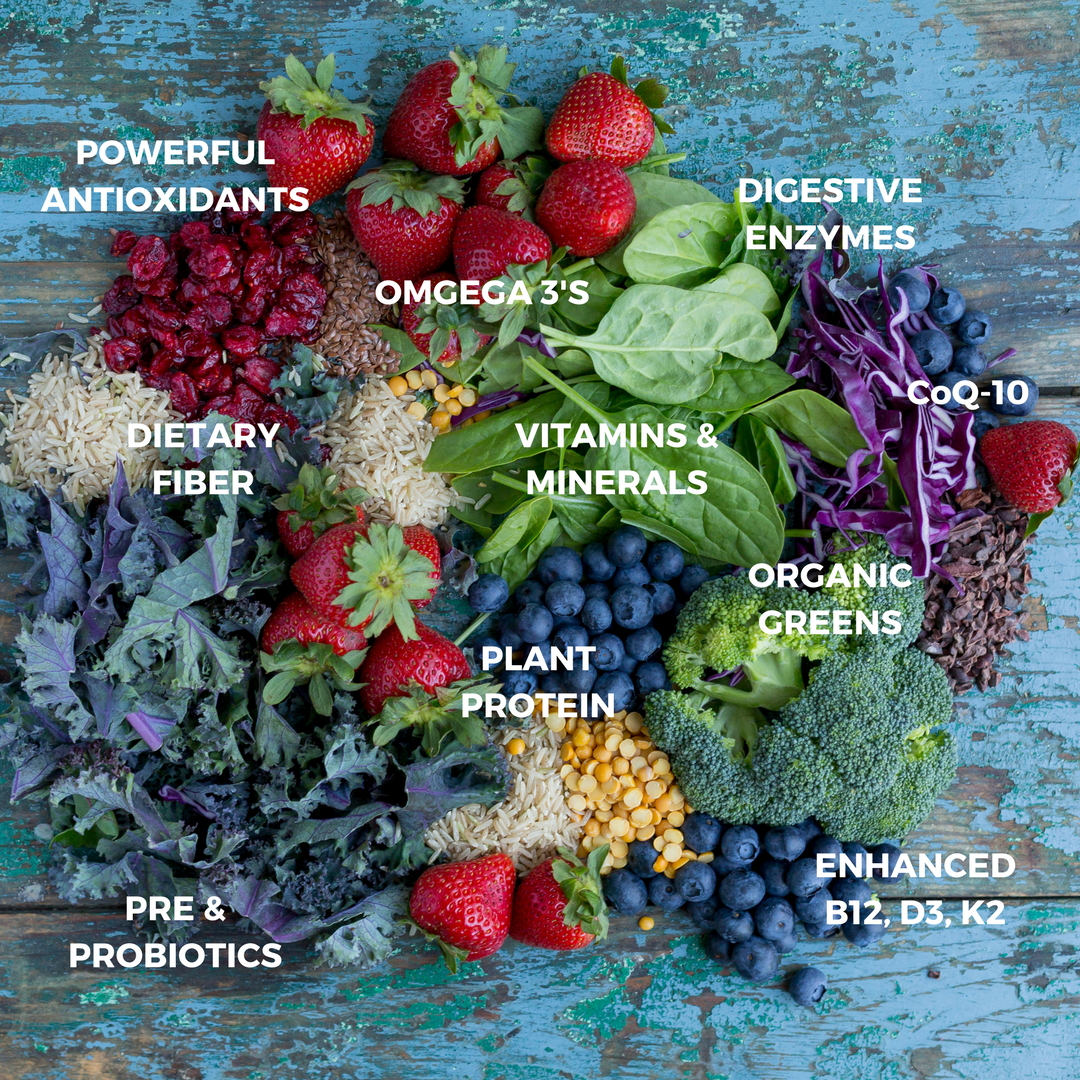 POWERFUL
ANTIOXIDANTS
DIGESTIVE
ENZYMES
OMGEGA 3'S
CoQ-10
DIETARY
FIBER
VITAMINS &
MINERALS
ORGANIC
GREENS
PLANT
PROTEIN
ENHANCED
B12, D3, K2
PRE &
PROBIOTICS